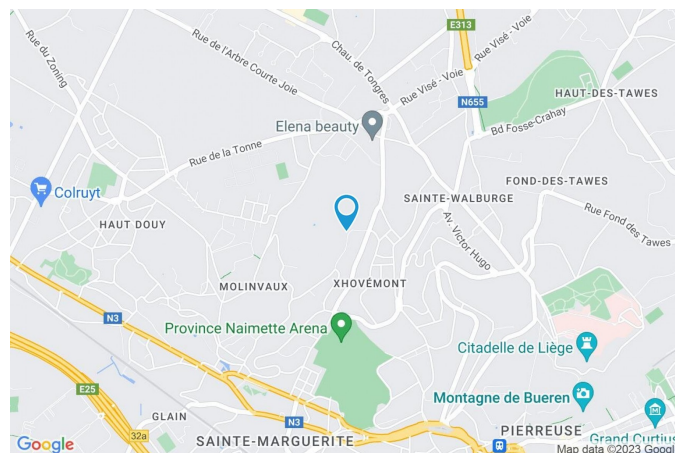 E313
Rue du Zoning
Rue de l'Arbre Courte Joie
Chau. de Tongres
Rue Visé - Voie
Rue Visé - Voie
N655
HAUT-DES-TAWES
Elena beauty
Bd Fosse-Crahay
Rue de la Tonne
Colruyt
FOND-DES-TAWES
SAINTE-WALBURGE
Rue Fond des Tawes
HAUT DOUY
Av. Victor Hugo
MOLINVAUX
XHOVÉMONT
N3
Province Naimette Arena
Citadelle de Liège
E25
Montagne de Bueren
GLAIN
N3
32a
SAINTE-MARGUERITE
PIERREUSE
Grand Curtius
Google
Map data ©2023 Googl